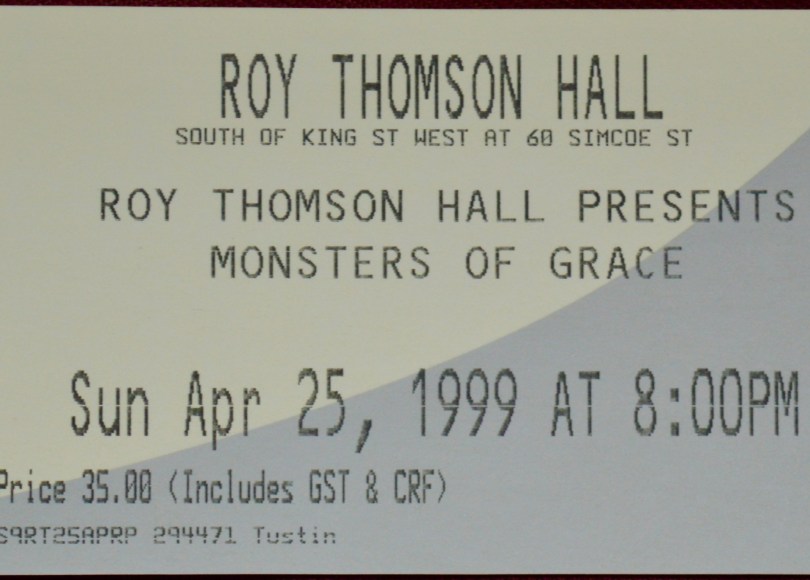 ROY THOMSON HALL
SOUTH OF KING ST WEST AT 60 SIMCOE ST
ROY THOMSON HALL PRESENTS
MONSTERS OF GRACE
Sun Apr 25, 1999 AT 8:00PM
Price 35.00 (Includes GST & CRF)
S9RT25APRP 294471 Tustin